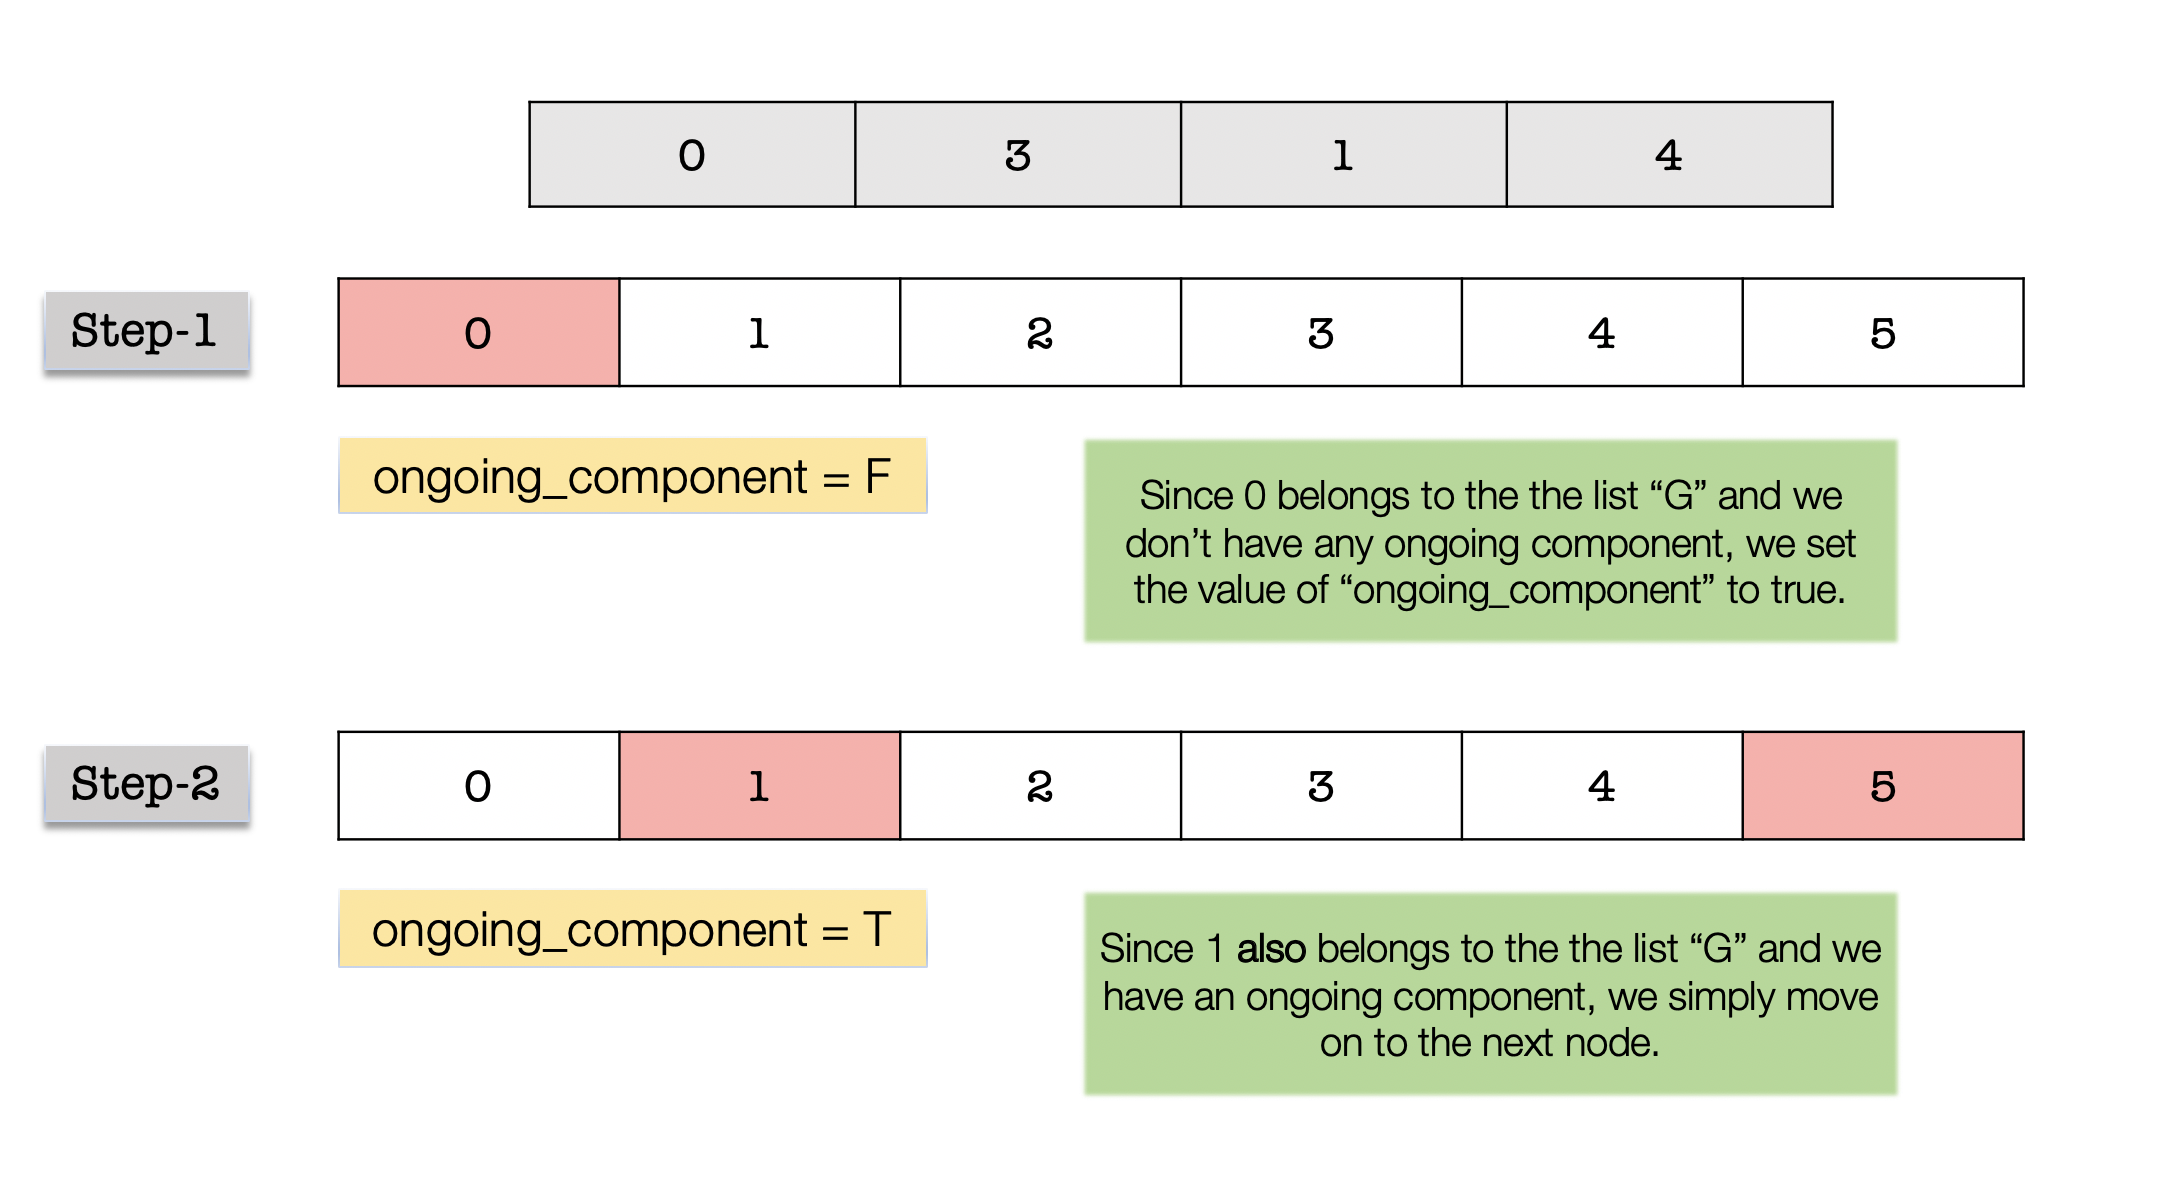 0 3 1 4
Step-1
0 1 2 3 4 5
ongoing_component = F
Since 0 belongs to the the list “G” and we
don’t have any ongoing component, we set
the value of “ongoing_component” to true.
Step-2
0 1 2 3 4 5
ongoing_component = T
Since 1 also belongs to the the list “G” and we
have an ongoing component, we simply move
on to the next node.